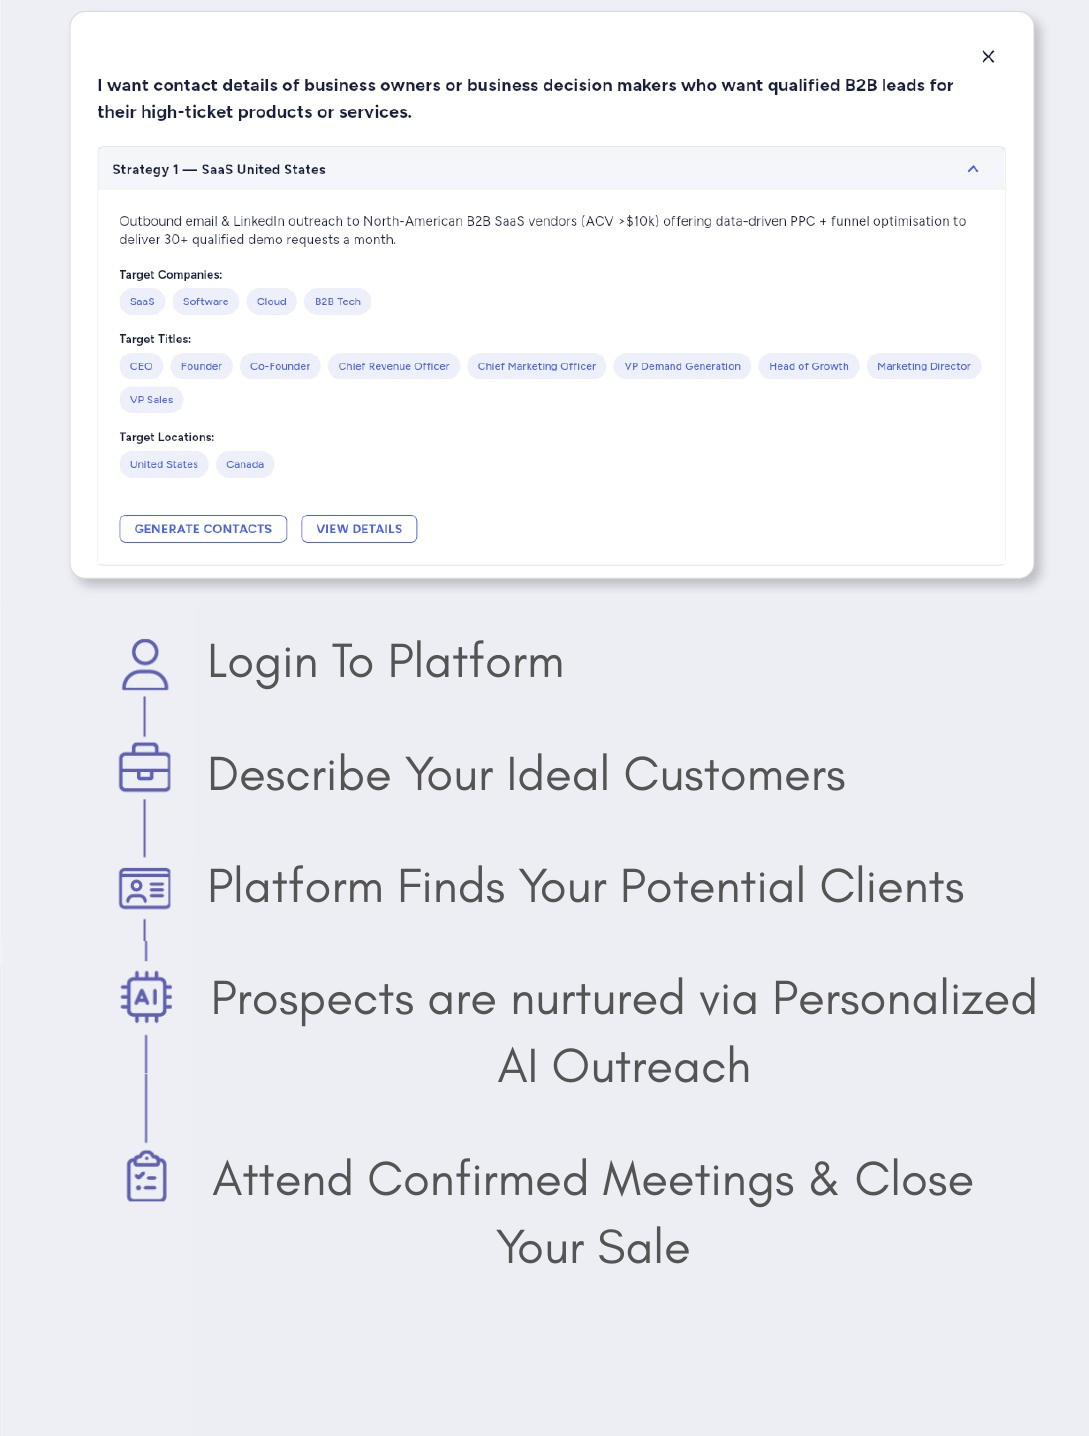 I want contact details of business owners or business decision makers who want qualified B2B leads for
their high-ticket products or services.
Strategy 1 — SaaS United States
Outbound email & LinkedIn outreach to North-American B2B SaaS vendors (ACV >$10k) offering data-driven PPC + funnel optimisation to
deliver 30+ qualified demo requests a month.
Target Companies:
SaaS Software Cloud B2B Tech
Target Titles:
CEO Founder Co-Founder Chief Revenue Officer Chief Marketing Officer VP Demand Generation Head of Growth Marketing Director
VP Sales
Target Locations:
United States Canada
GENERATE CONTACTS VIEW DETAILS
Login To Platform
Describe Your Ideal Customers
Platform Finds Your Potential Clients
AI
Prospects are nurtured via Personalized
AI Outreach
Attend Confirmed Meetings & Close
Your Sale